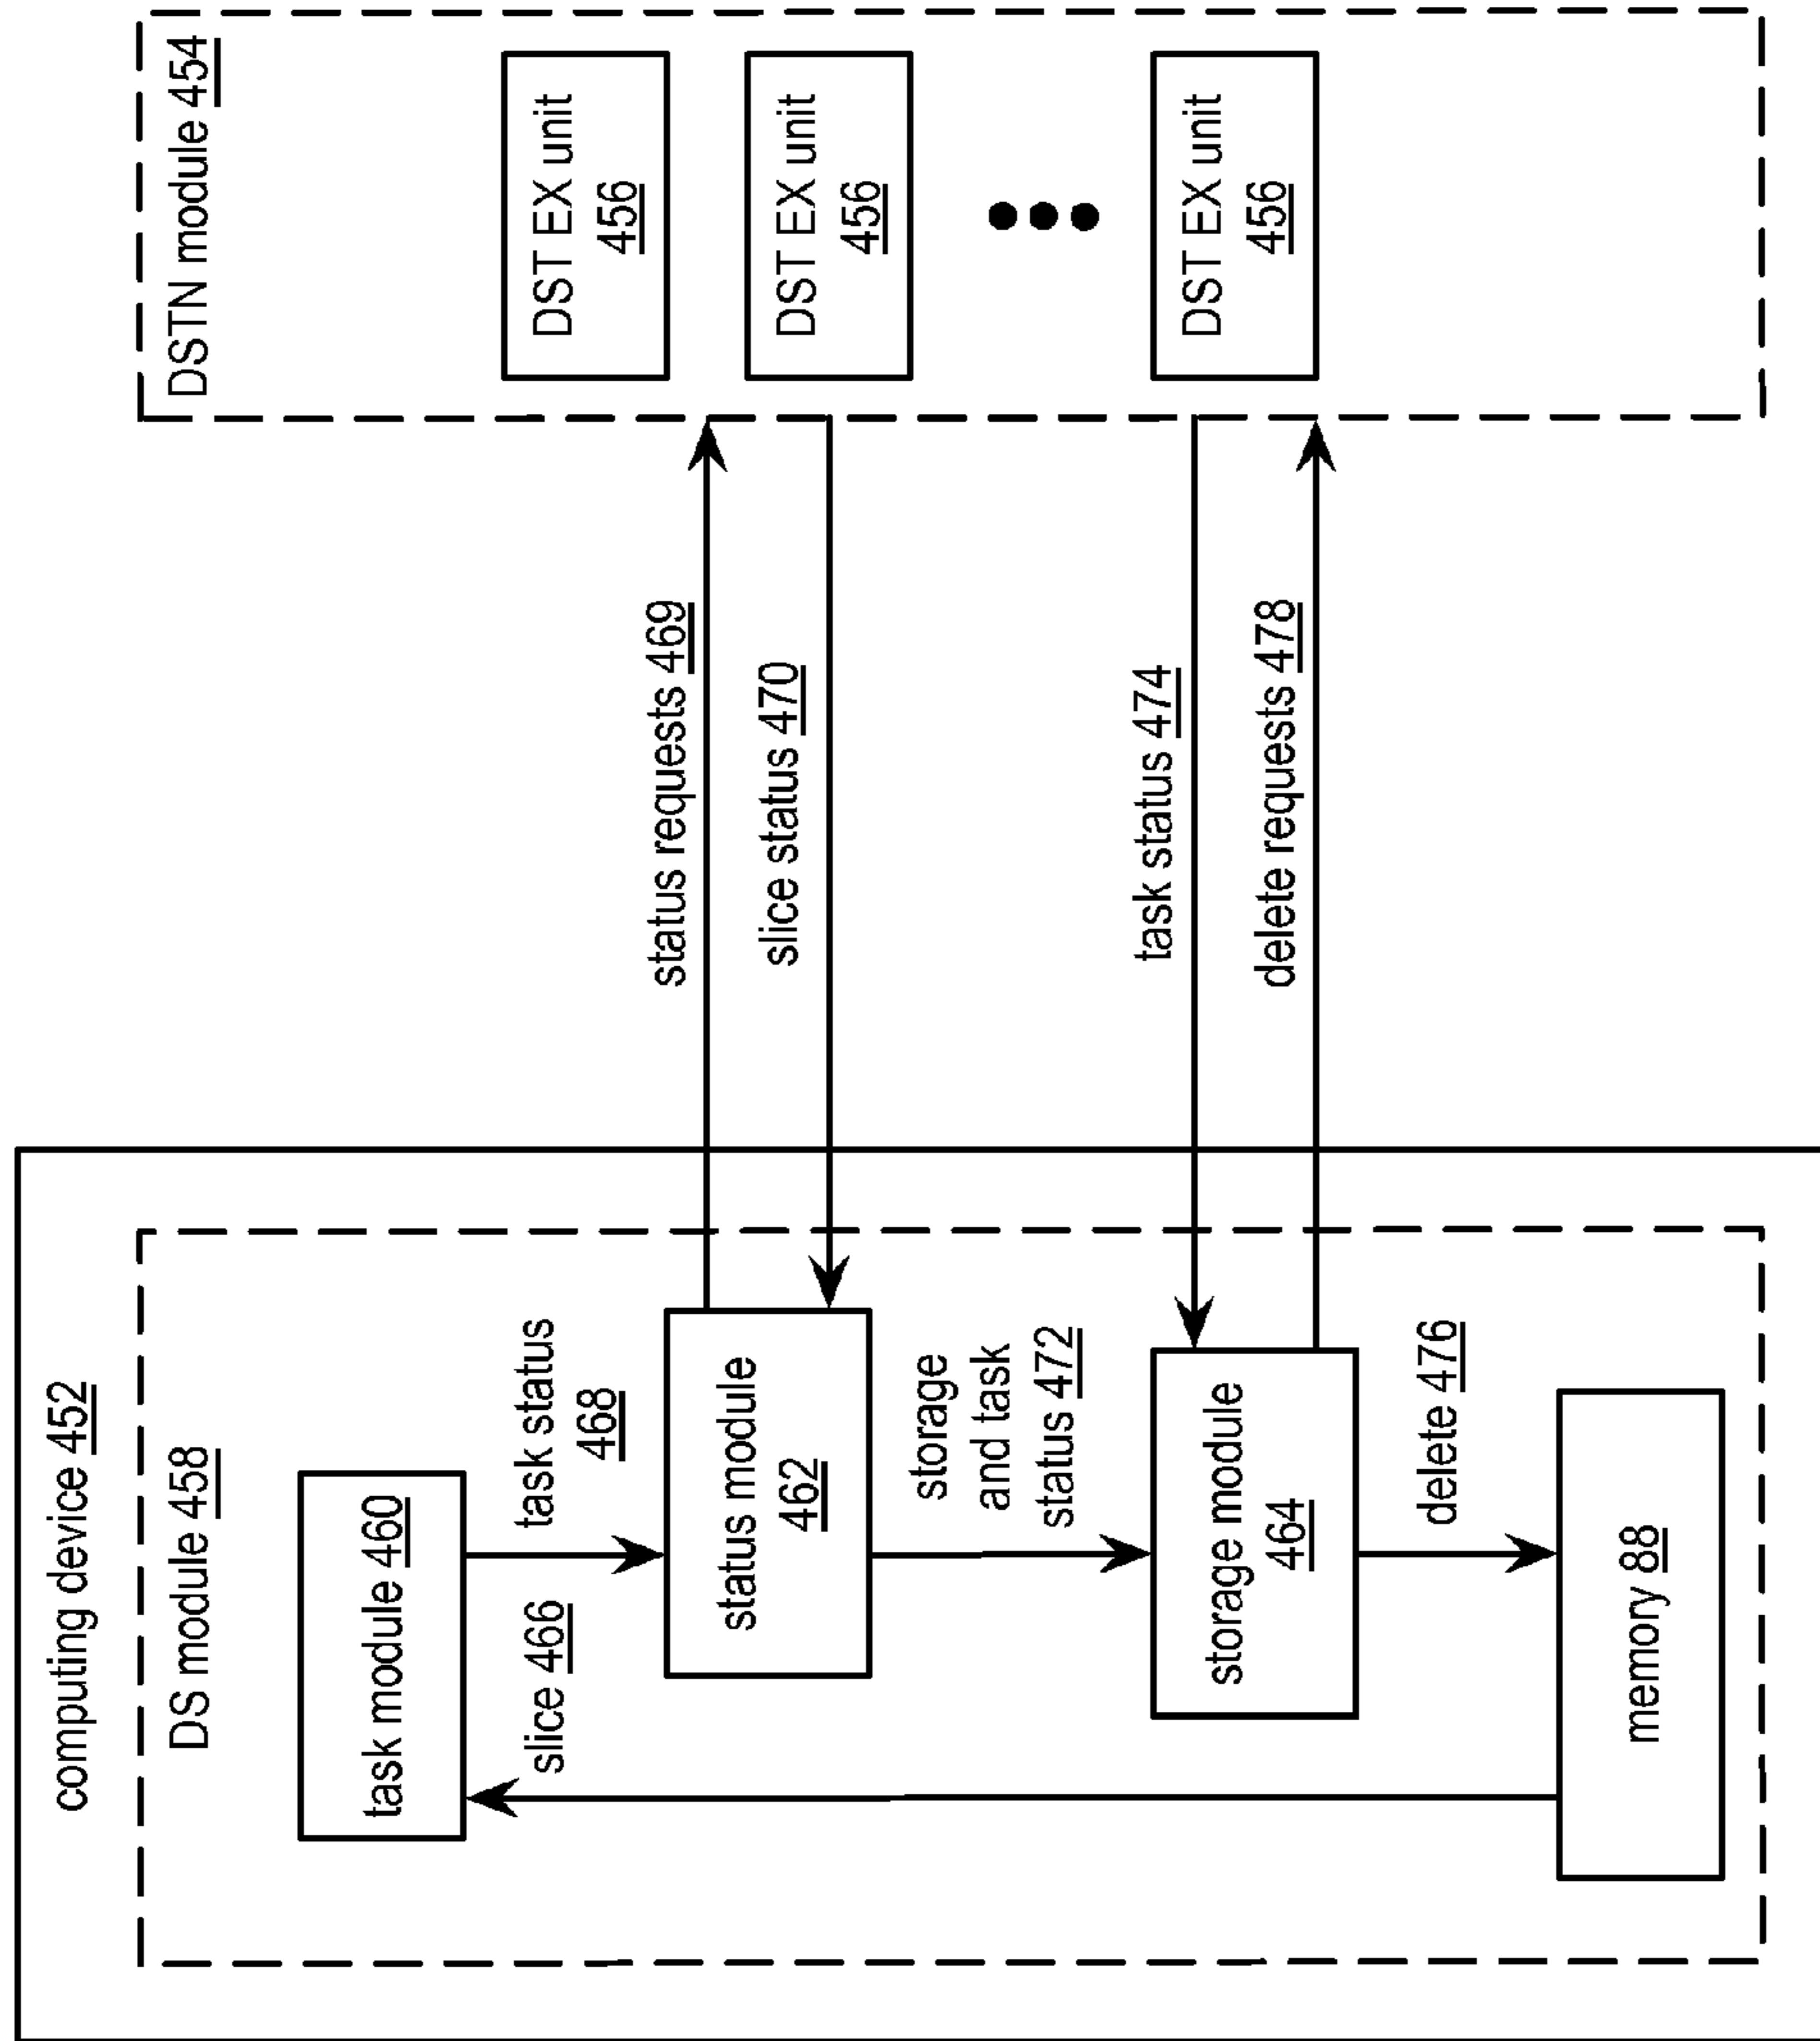 computing device 452
DS module 458
task module 460
slice 466
task status
468
status module
462
storage
and task
status 472
storage module
464
delete 476
memory 88
status requests 469
slice status 470
task status 474
delete requests 478
DSTN module 454
DST EX unit
456
DST EX unit
456
DST EX unit
456